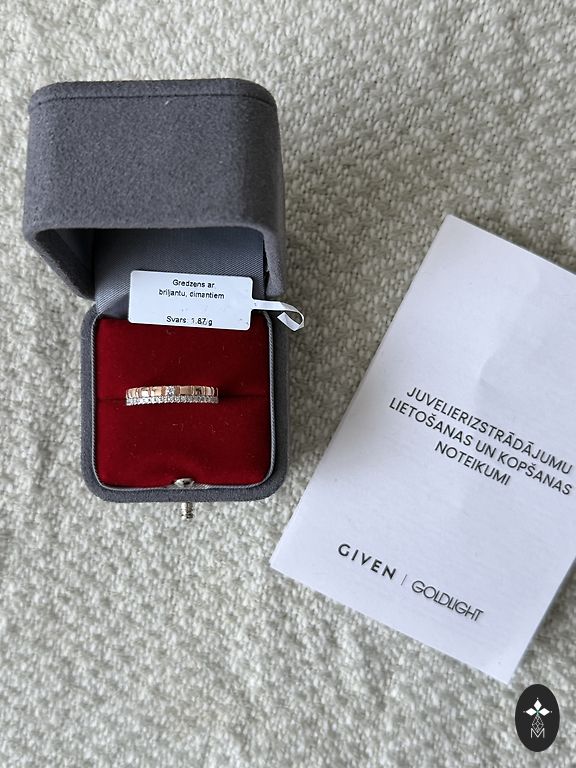 Gredzens ar
briljantu, dimantiem
Svars: 1.87 g
JUVELIERIZSTRĀDĀJUMU
LIETOŠANAS UN KOPŠANAS
NOTEIKUMI
GIVEN | GOLDLIGHT
M